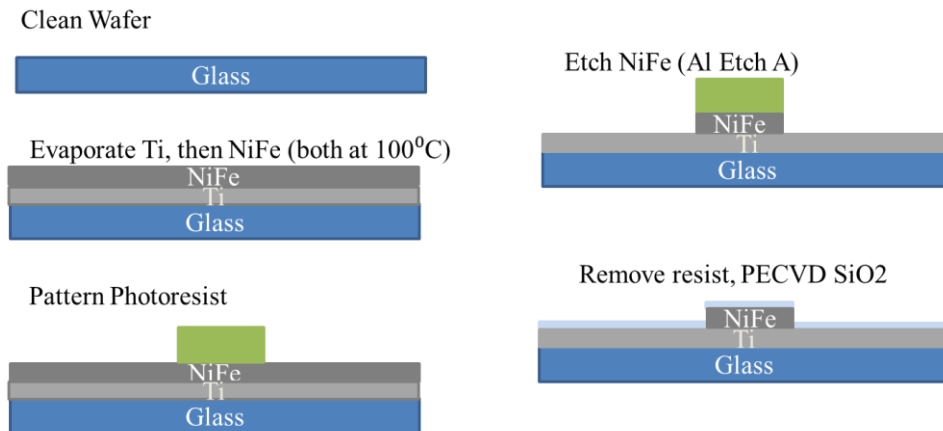 Clean Wafer
Glass
Evaporate Ti, then NiFe (both at 100⁰C)
NiFe
Ti
Glass
Pattern Photoresist
NiFe
Ti
Glass
Etch NiFe (Al Etch A)
NiFe
Ti
Glass
Remove resist, PECVD SiO2
NiFe
Ti
Glass